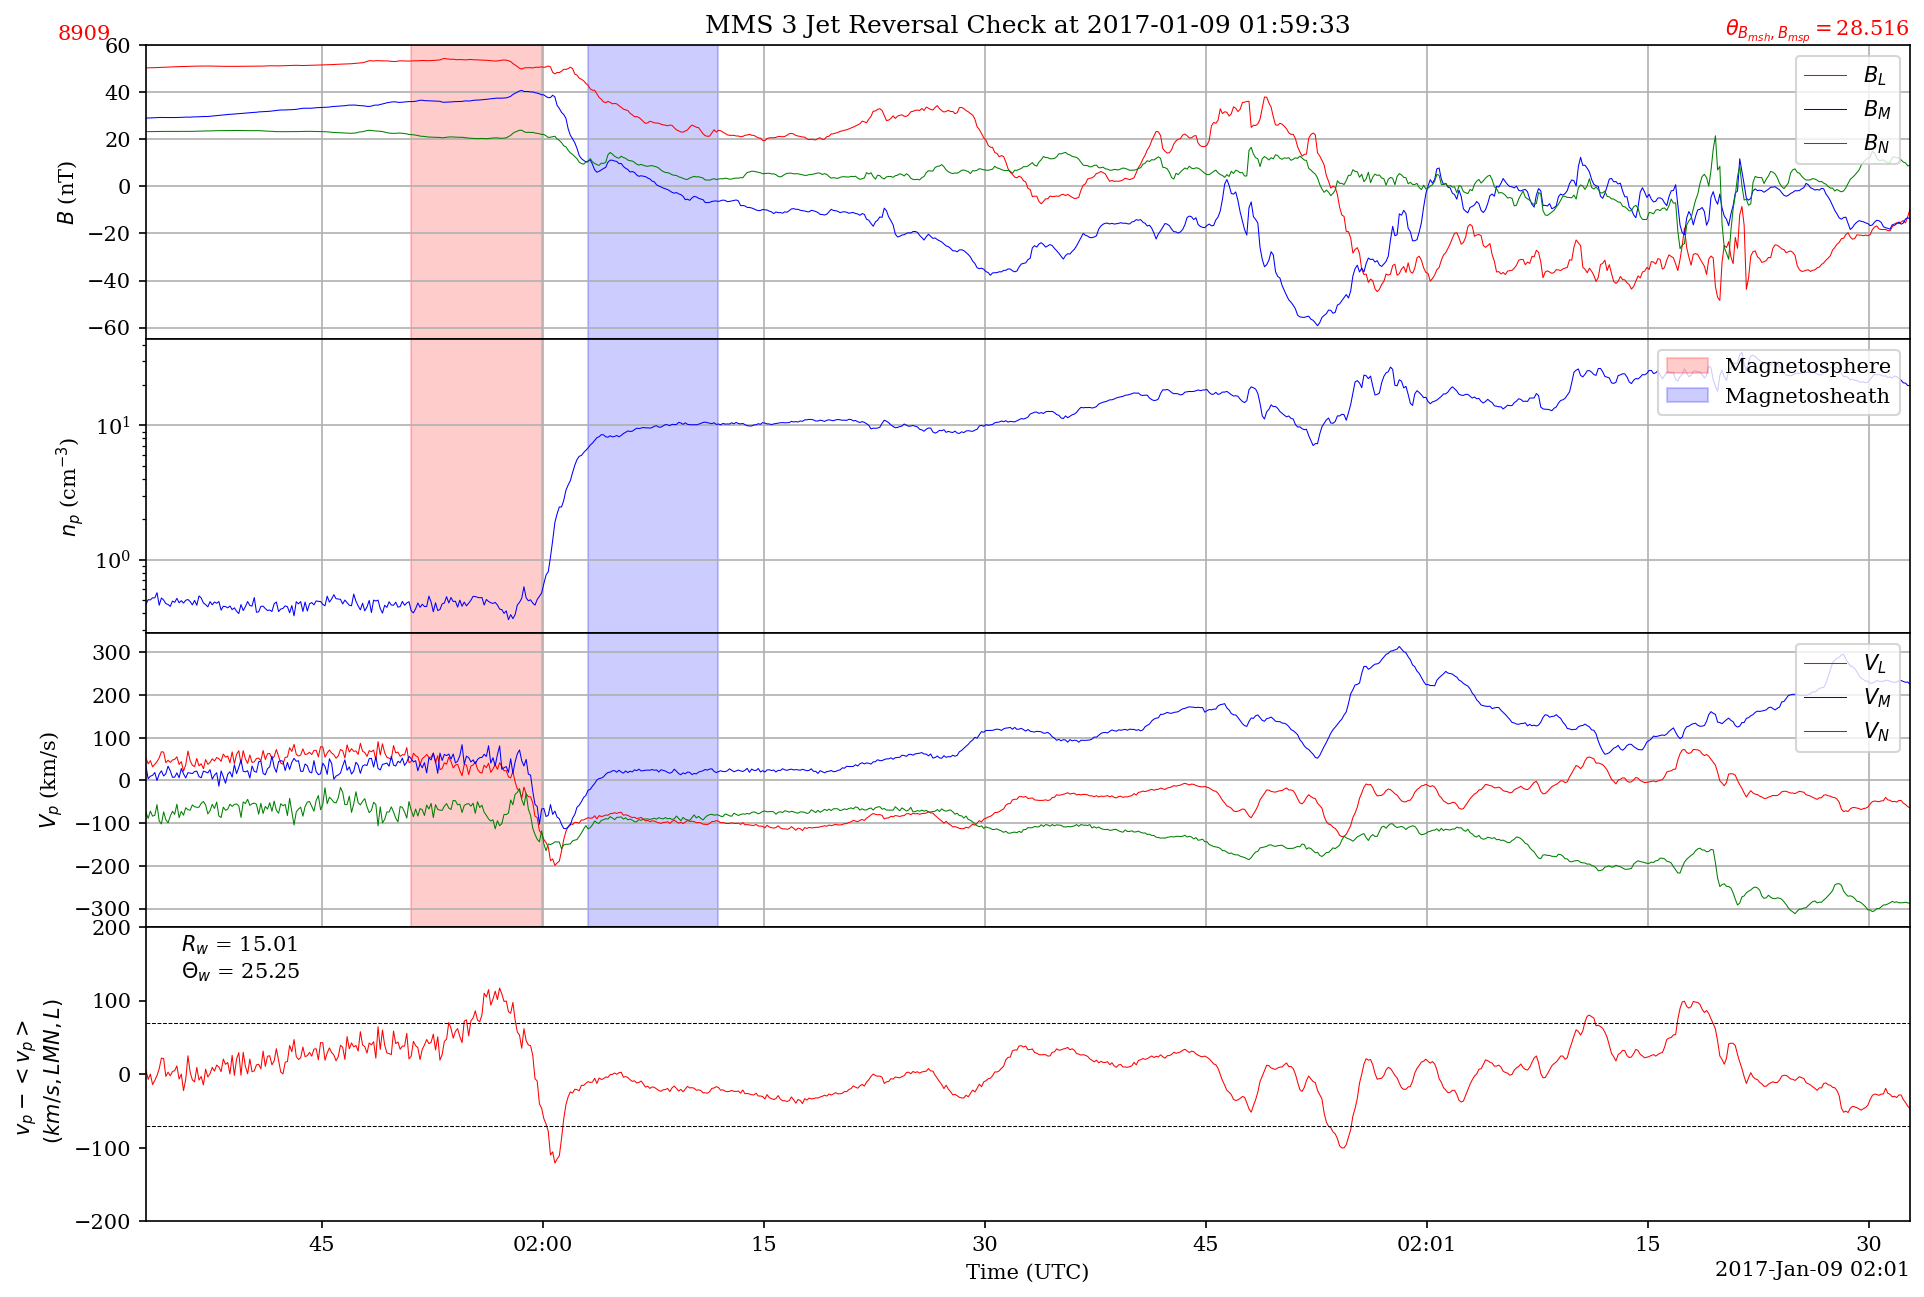 MMS 3 Jet Reversal Check at 2017-01-09 01:59:33
8909
θ_{B_{msh}, B_{msp}} = 28.516
60
40
20
0
−20
−40
−60
B (nT)
B_L
B_M
B_N
10^1
10^0
n_p (cm^{−3})
Magnetosphere
Magnetosheath
300
200
100
0
−100
−200
−300
V_p (km/s)
V_L
V_M
V_N
200
100
0
−100
−200
v_p − < v_p >
(km/s, LMN, L)
R_w = 15.01
Θ_w = 25.25
45 02:00 15 30 45 02:01 15 30
Time (UTC)
2017-Jan-09 02:01